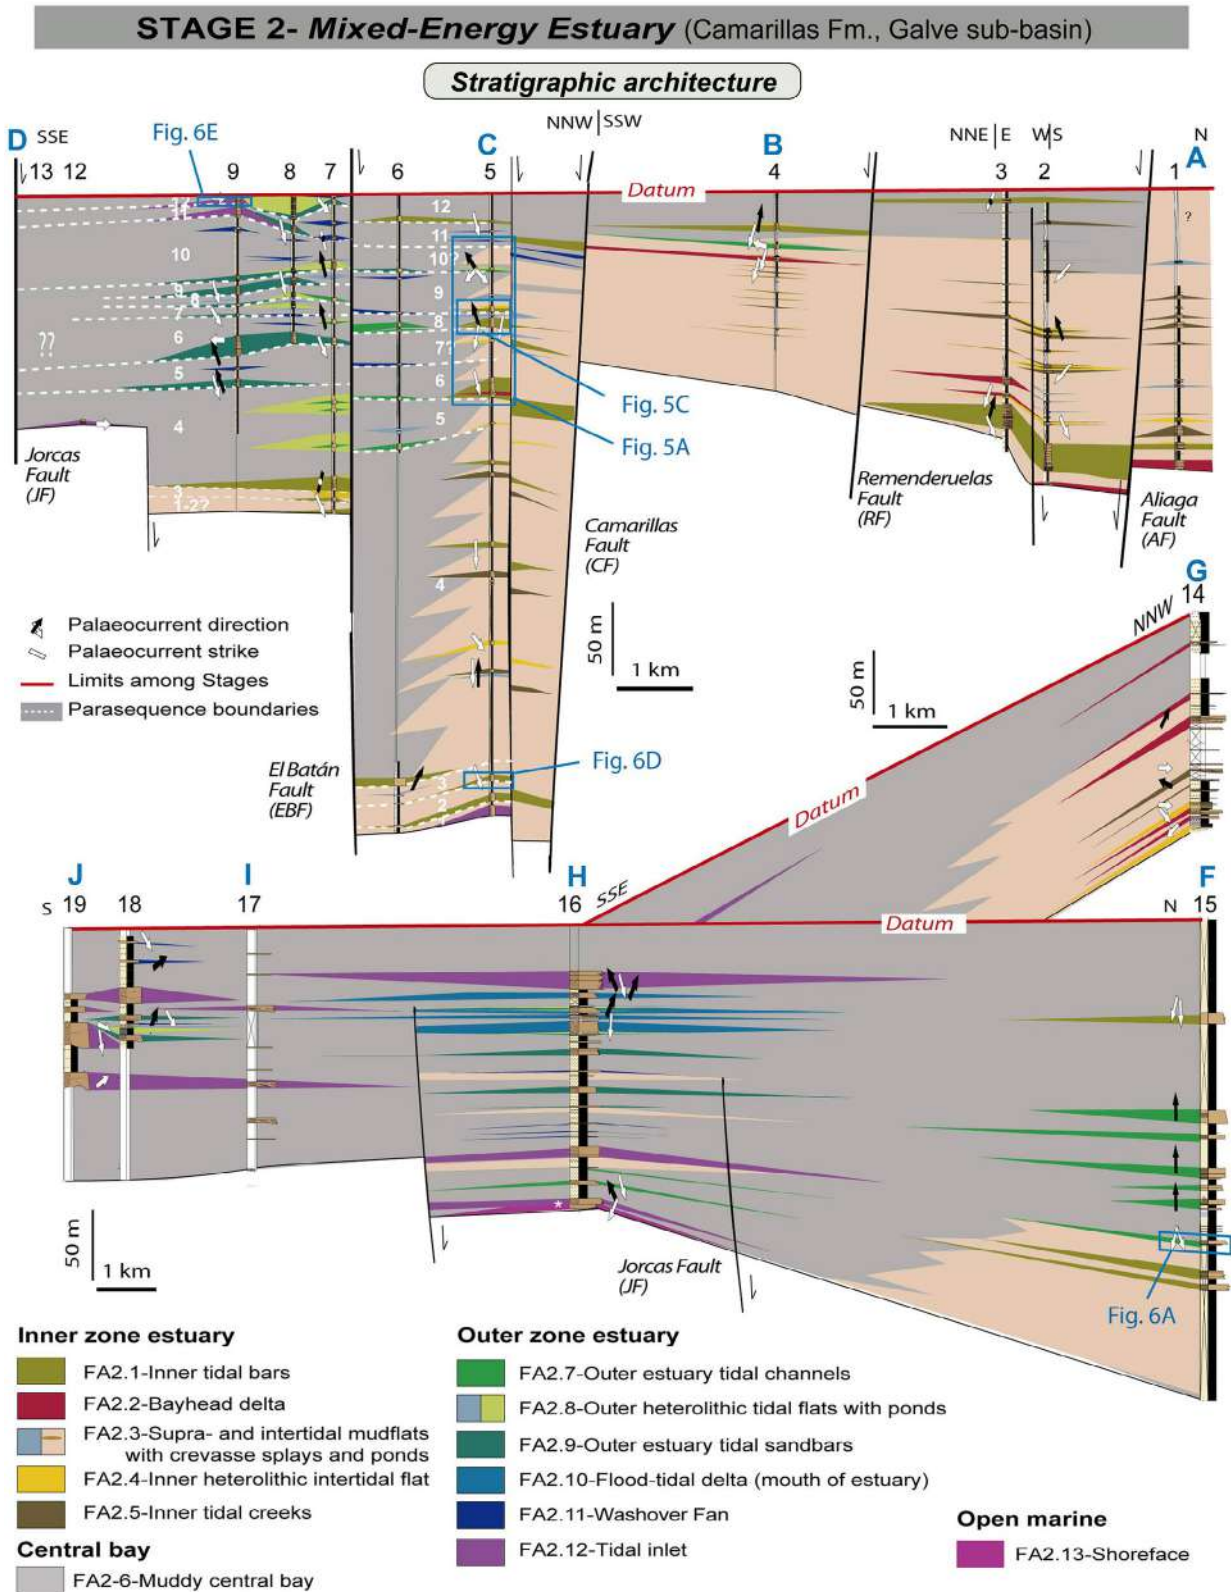 STAGE 2- Mixed-Energy Estuary (Camarillas Fm., Galve sub-basin)
Stratigraphic architecture
D SSE
Fig. 6E
NNW SSW
C
B
NNE E W S
N
A
13 12 9 8 7 6 5 4 3 2 1
Datum
?
12
11
10
9
8
7
6
5
4
3
1-2??
??
12
11
10?
9
8
7?
6
5
4
3
2
1
Fig. 5C
Fig. 5A
Fig. 6D
Jorcas
Fault
(JF)
El Batán
Fault
(EBF)
Camarillas
Fault
(CF)
Remenderuelas
Fault
(RF)
Aliaga
Fault
(AF)
Palaeocurrent direction
Palaeocurrent strike
Limits among Stages
Parasequence boundaries
50 m
1 km
50 m
1 km
G
NNW
14
Datum
SSE
J
I
H
F
S
19 18 17 16
N
15
Datum
*
50 m
1 km
Jorcas Fault
(JF)
Fig. 6A
Inner zone estuary
FA2.1-Inner tidal bars
FA2.2-Bayhead delta
FA2.3-Supra- and intertidal mudflats
with crevasse splays and ponds
FA2.4-Inner heterolithic intertidal flat
FA2.5-Inner tidal creeks
Central bay
FA2-6-Muddy central bay
Outer zone estuary
FA2.7-Outer estuary tidal channels
FA2.8-Outer heterolithic tidal flats with ponds
FA2.9-Outer estuary tidal sandbars
FA2.10-Flood-tidal delta (mouth of estuary)
FA2.11-Washover Fan
FA2.12-Tidal inlet
Open marine
FA2.13-Shoreface